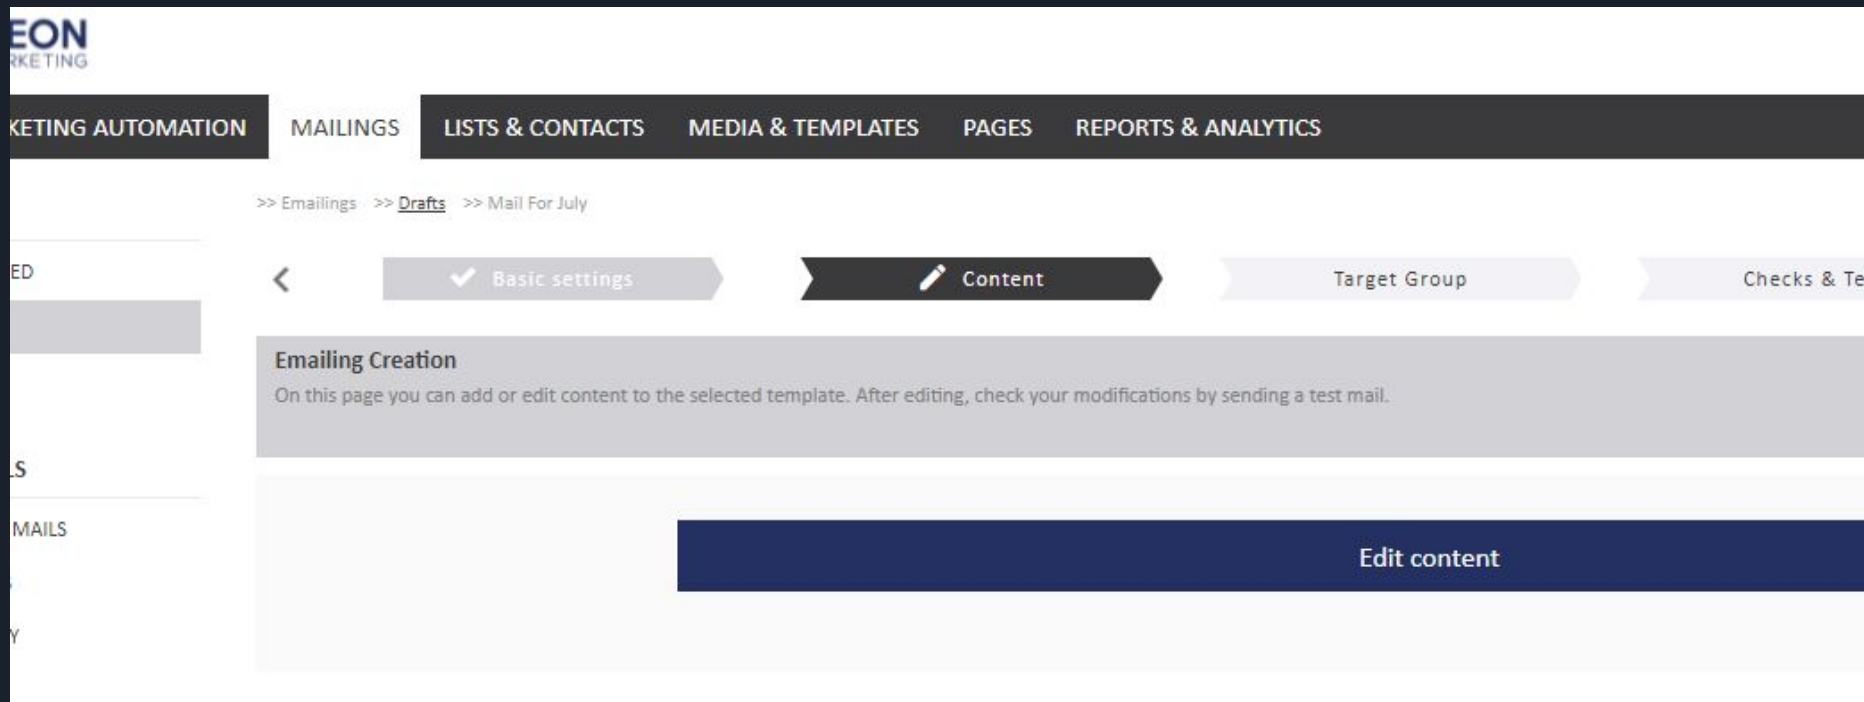 EON
RKETING
KETING AUTOMATION MAILINGS LISTS & CONTACTS MEDIA & TEMPLATES PAGES REPORTS & ANALYTICS
>> Emailings >> Drafts >> Mail For July
ED
Basic settings Content Target Group Checks & Te
Emailing Creation
On this page you can add or edit content to the selected template. After editing, check your modifications by sending a test mail.
LS
MAILS
Edit content
Y